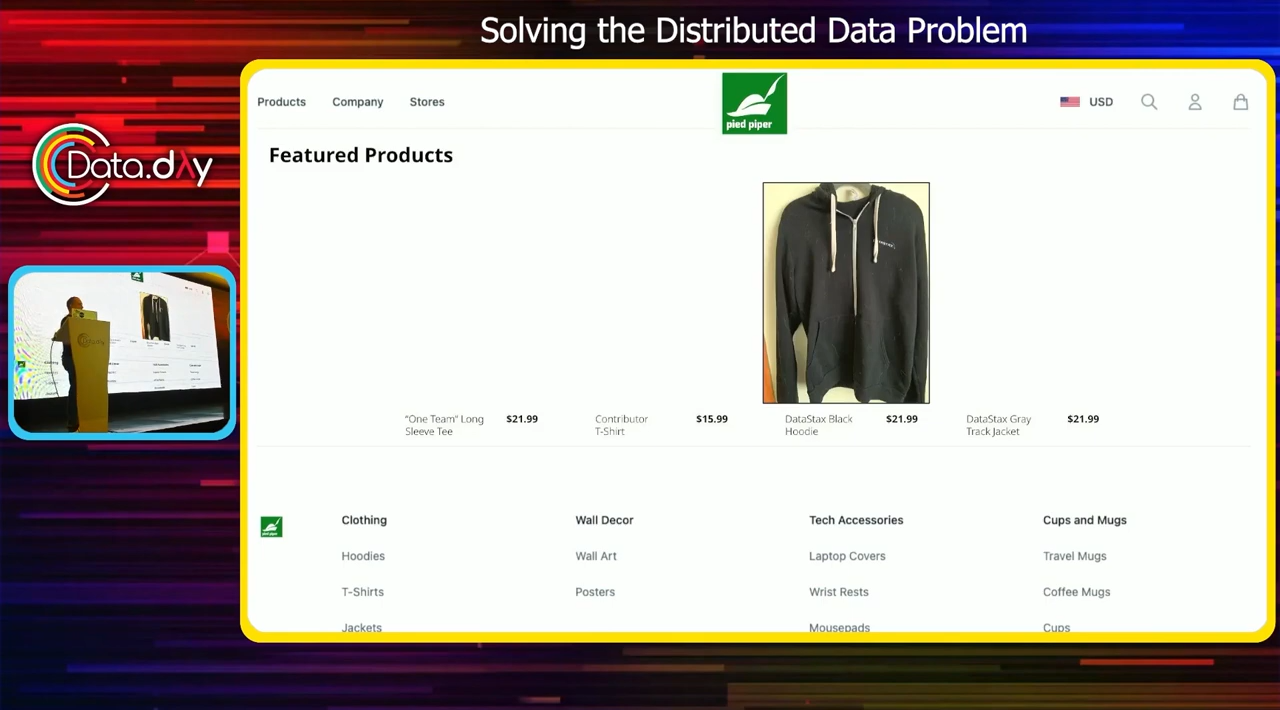 Solving the Distributed Data Problem
Data.dλy
Products Company Stores
pied piper
USD
Featured Products
"One Team" Long
Sleeve Tee
$21.99
Contributor
T-Shirt
$15.99
DataStax Black
Hoodie
$21.99
DataStax Gray
Track Jacket
$21.99
pied piper
Clothing
Hoodies
T-Shirts
Jackets
Wall Decor
Wall Art
Posters
Tech Accessories
Laptop Covers
Wrist Rests
Mousepads
Cups and Mugs
Travel Mugs
Coffee Mugs
Cups